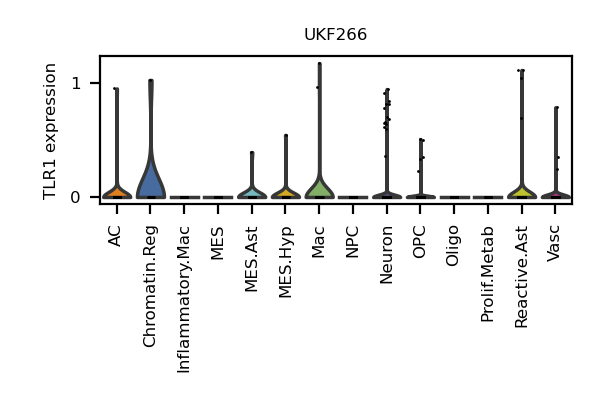 UKF266
TLR1 expression
1
0
AC
Chromatin.Reg
Inflammatory.Mac
MES
MES.Ast
MES.Hyp
Mac
NPC
Neuron
OPC
Oligo
Prolif.Metab
Reactive.Ast
Vasc